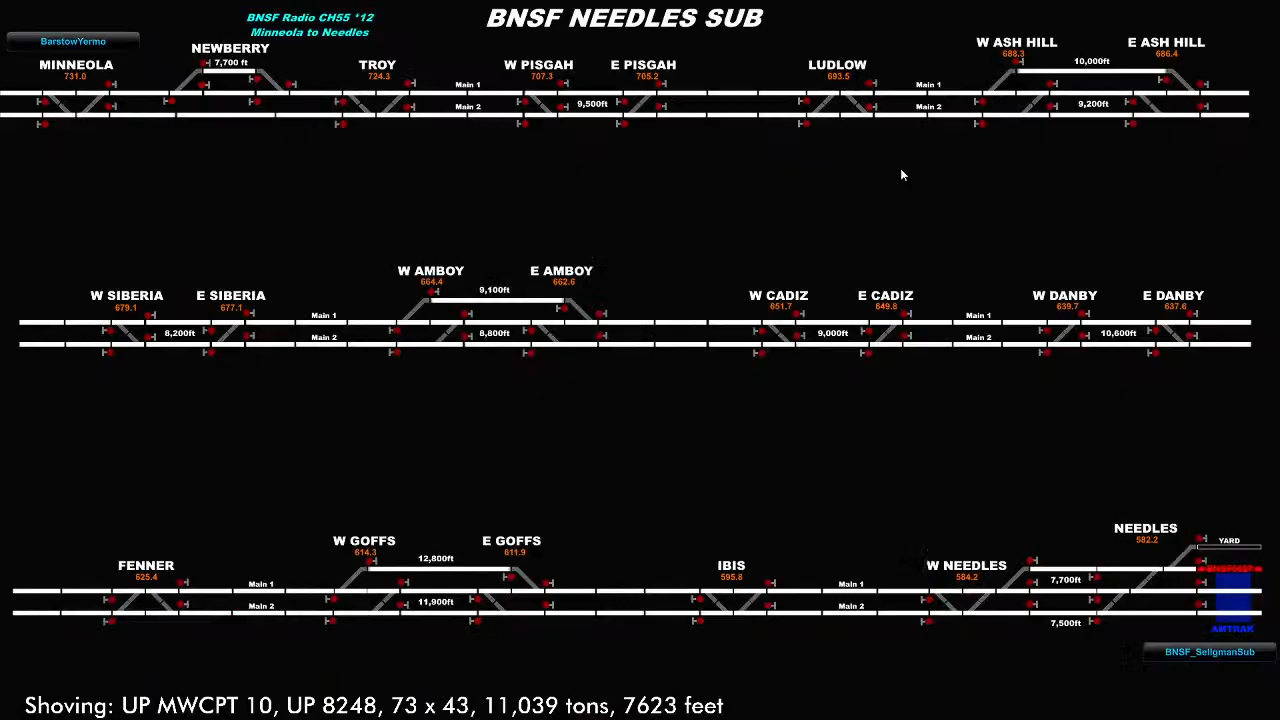 BNSF NEEDLES SUB
BNSF Radio CH55 *12
Minneola to Needles
BarstowYermo
NEWBERRY
7,700 ft
MINNEOLA
731.0
TROY
724.3
Main 1
Main 2
W PISGAH
707.3
E PISGAH
705.2
9,500ft
LUDLOW
693.5
Main 1
Main 2
W ASH HILL
688.3
E ASH HILL
686.4
10,000ft
9,200ft
W SIBERIA
679.1
E SIBERIA
677.1
8,200ft
Main 1
Main 2
W AMBOY
664.4
E AMBOY
662.6
9,100ft
8,800ft
W CADIZ
651.7
E CADIZ
649.8
9,000ft
Main 1
Main 2
W DANBY
639.7
E DANBY
637.6
10,600ft
FENNER
625.4
Main 1
Main 2
W GOFFS
614.3
E GOFFS
611.9
12,800ft
11,900ft
IBIS
595.8
Main 1
Main 2
W NEEDLES
584.2
NEEDLES
582.2
YARD
7,700ft
7,500ft
AMTRAK
BNSF_SeligmanSub
Shoving: UP MWCPT 10, UP 8248, 73 x 43, 11,039 tons, 7623 feet